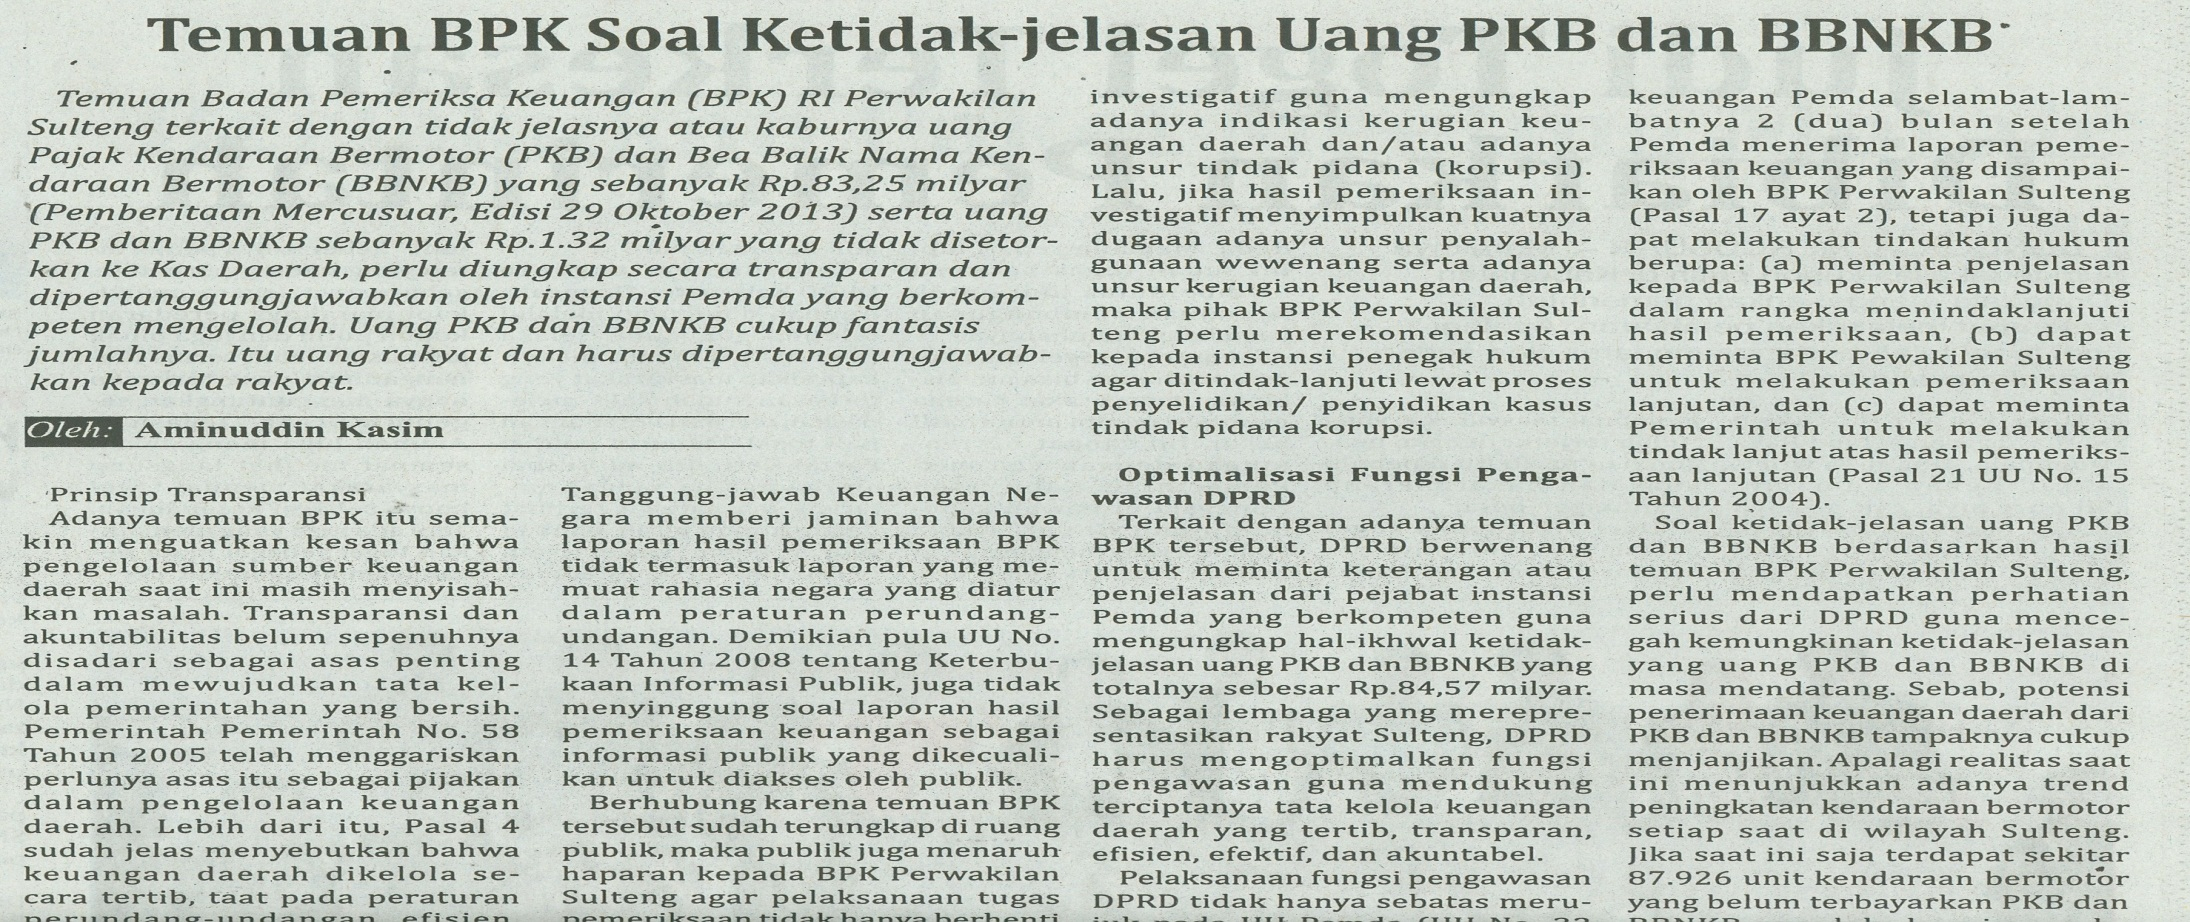 Temuan BPK Soal Ketidak-jelasan Uang PKB dan BBNKB
Temuan Badan Pemeriksa Keuangan (BPK) RI Perwakilan
Sulteng terkait dengan tidak jelasnya atau kaburnya uang
Pajak Kendaraan Bermotor (PKB) dan Bea Balik Nama Ken-
daraan Bermotor (BBNKB) yang sebanyak Rp.83,25 milyar
(Pemberitaan Mercusuar, Edisi 29 Oktober 2013) serta uang
PKB dan BBNKB sebanyak Rp.1.32 milyar yang tidak disetor-
kan ke Kas Daerah, perlu diungkap secara transparan dan
dipertanggungjawabkan oleh instansi Pemda yang berkom-
peten mengelolah. Uang PKB dan BBNKB cukup fantasis
jumlahnya. Itu uang rakyat dan harus dipertanggungjawab-
kan kepada rakyat.
Oleh: Aminuddin Kasim
Prinsip Transparansi
Adanya temuan BPK itu sema-
kin menguatkan kesan bahwa
pengelolaan sumber keuangan
daerah saat ini masih menyisah-
kan masalah. Transparansi dan
akuntabilitas belum sepenuhnya
disadari sebagai asas penting
dalam mewujudkan tata kel-
ola pemerintahan yang bersih.
Pemerintah Pemerintah No. 58
Tahun 2005 telah menggariskan
perlunya asas itu sebagai pijakan
dalam pengelolaan keuangan
daerah. Lebih dari itu, Pasal 4
sudah jelas menyebutkan bahwa
keuangan daerah dikelola se-
cara tertib, taat pada peraturan
perundang-undangan, efisien,
Tanggung-jawab Keuangan Ne-
gara memberi jaminan bahwa
laporan hasil pemeriksaan BPK
tidak termasuk laporan yang me-
muat rahasia negara yang diatur
dalam peraturan perundang-
undangan. Demikian pula UU No.
14 Tahun 2008 tentang Keterbu-
kaan Informasi Publik, juga tidak
menyinggung soal laporan hasil
pemeriksaan keuangan sebagai
informasi publik yang dikecuali-
kan untuk diakses oleh publik.
Berhubung karena temuan BPK
tersebut sudah terungkap di ruang
publik, maka publik juga menaruh
haparan kepada BPK Perwakilan
Sulteng agar pelaksanaan tugas
pemeriksaan tidak hanya berhenti
investigatif guna mengungkap
adanya indikasi kerugian keu-
angan daerah dan/atau adanya
unsur tindak pidana (korupsi).
Lalu, jika hasil pemeriksaan in-
vestigatif menyimpulkan kuatnya
dugaan adanya unsur penyalah-
gunaan wewenang serta adanya
unsur kerugian keuangan daerah,
maka pihak BPK Perwakilan Sul-
teng perlu merekomendasikan
kepada instansi penegak hukum
agar ditindak-lanjuti lewat proses
penyelidikan/ penyidikan kasus
tindak pidana korupsi.
Optimalisasi Fungsi Penga-
wasan DPRD
Terkait dengan adanya temuan
BPK tersebut, DPRD berwenang
untuk meminta keterangan atau
penjelasan dari pejabat instansi
Pemda yang berkompeten guna
mengungkap hal-ikhwal ketidak-
jelasan uang PKB dan BBNKB yang
totalnya sebesar Rp.84,57 milyar.
Sebagai lembaga yang merepre-
sentasikan rakyat Sulteng, DPRD
harus mengoptimalkan fungsi
pengawasan guna mendukung
terciptanya tata kelola keuangan
daerah yang tertib, transparan,
efisien, efektif, dan akuntabel.
Pelaksanaan fungsi pengawasan
DPRD tidak hanya sebatas meru-
juk pada UU Pemda (UU No. 32
keuangan Pemda selambat-lam-
batnya 2 (dua) bulan setelah
Pemda menerima laporan peme-
riksaan keuangan yang disampai-
kan oleh BPK Perwakilan Sulteng
(Pasal 17 ayat 2), tetapi juga da-
pat melakukan tindakan hukum
berupa: (a) meminta penjelasan
kepada BPK Perwakilan Sulteng
dalam rangka menindaklanjuti
hasil pemeriksaan, (b) dapat
meminta BPK Pewakilan Sulteng
untuk melakukan pemeriksaan
lanjutan, dan (c) dapat meminta
Pemerintah untuk melakukan
tindak lanjut atas hasil pemeriks-
aan lanjutan (Pasal 21 UU No. 15
Tahun 2004).
Soal ketidak-jelasan uang PKB
dan BBNKB berdasarkan hasil
temuan BPK Perwakilan Sulteng,
perlu mendapatkan perhatian
serius dari DPRD guna mence-
gah kemungkinan ketidak-jelasan
yang uang PKB dan BBNKB di
masa mendatang. Sebab, potensi
penerimaan keuangan daerah dari
PKB dan BBNKB tampaknya cukup
menjanjikan. Apalagi realitas saat
ini menunjukkan adanya trend
peningkatan kendaraan bermotor
setiap saat di wilayah Sulteng.
Jika saat ini saja terdapat sekitar
87.926 unit kendaraan bermotor
yang belum terbayarkan PKB dan